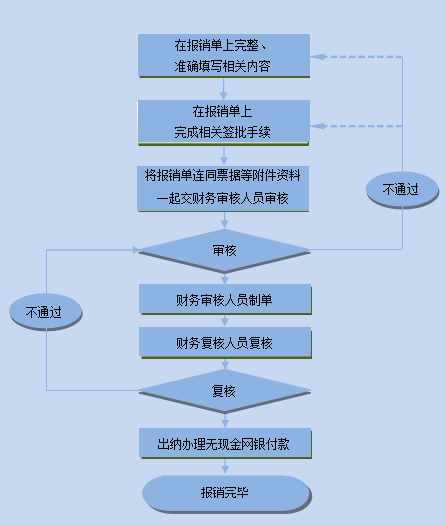 在报销单上完整、
准确填写相关内容
在报销单上
完成相关签批手续
将报销单连同票据等附件资料
一起交财务审核人员审核
不通过
审核
财务审核人员制单
不通过
财务复核人员复核
复核
出纳办理无现金网银付款
报销完毕